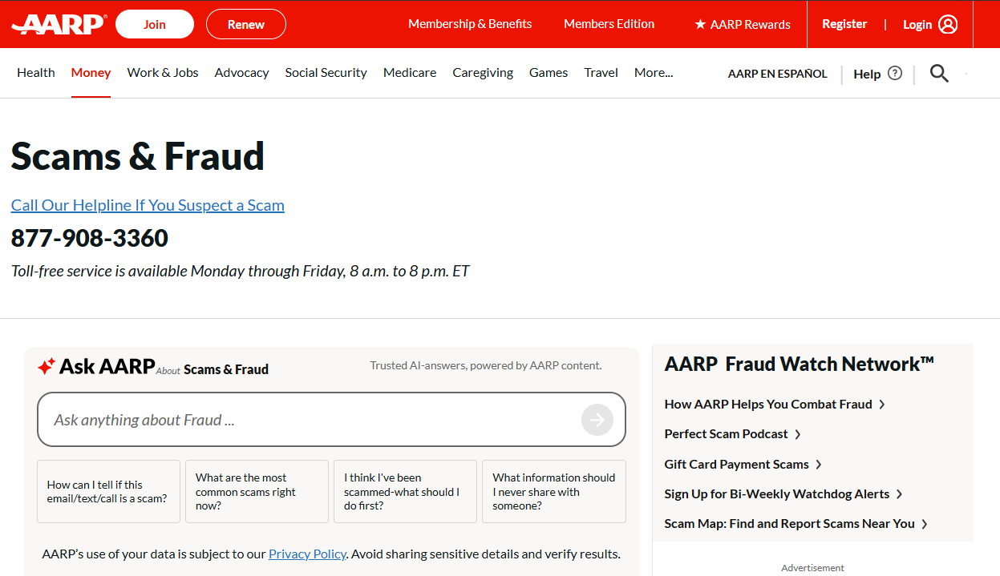 AARP® Join Renew Membership & Benefits Members Edition ★ AARP Rewards Register | Login
Health Money Work & Jobs Advocacy Social Security Medicare Caregiving Games Travel More... AARP EN ESPAÑOL Help ?
Scams & Fraud
Call Our Helpline If You Suspect a Scam
877-908-3360
Toll-free service is available Monday through Friday, 8 a.m. to 8 p.m. ET
Ask AARP About Scams & Fraud Trusted AI-answers, powered by AARP content.
Ask anything about Fraud ...
How can I tell if this
email/text/call is a scam?
What are the most
common scams right
now?
I think I've been
scammed-what should I
do first?
What information should
I never share with
someone?
AARP’s use of your data is subject to our Privacy Policy. Avoid sharing sensitive details and verify results.
AARP Fraud Watch Network™
How AARP Helps You Combat Fraud
Perfect Scam Podcast
Gift Card Payment Scams
Sign Up for Bi-Weekly Watchdog Alerts
Scam Map: Find and Report Scams Near You
Advertisement